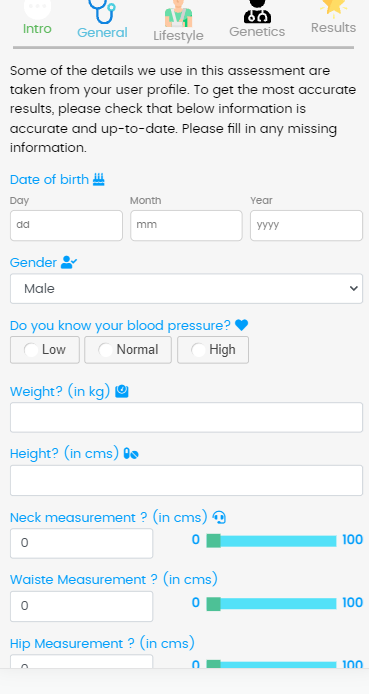 Intro General Lifestyle Genetics Results
Some of the details we use in this assessment are
taken from your user profile. To get the most accurate
results, please check that below information is
accurate and up-to-date. Please fill in any missing
information.
Date of birth
Day Month Year
dd mm yyyy
Gender
Male
Do you know your blood pressure?
Low Normal High
Weight? (in kg)
Height? (in cms)
Neck measurement ? (in cms)
0 0 100
Waiste Measurement ? (in cms)
0 0 100
Hip Measurement ? (in cms)
0 0 100